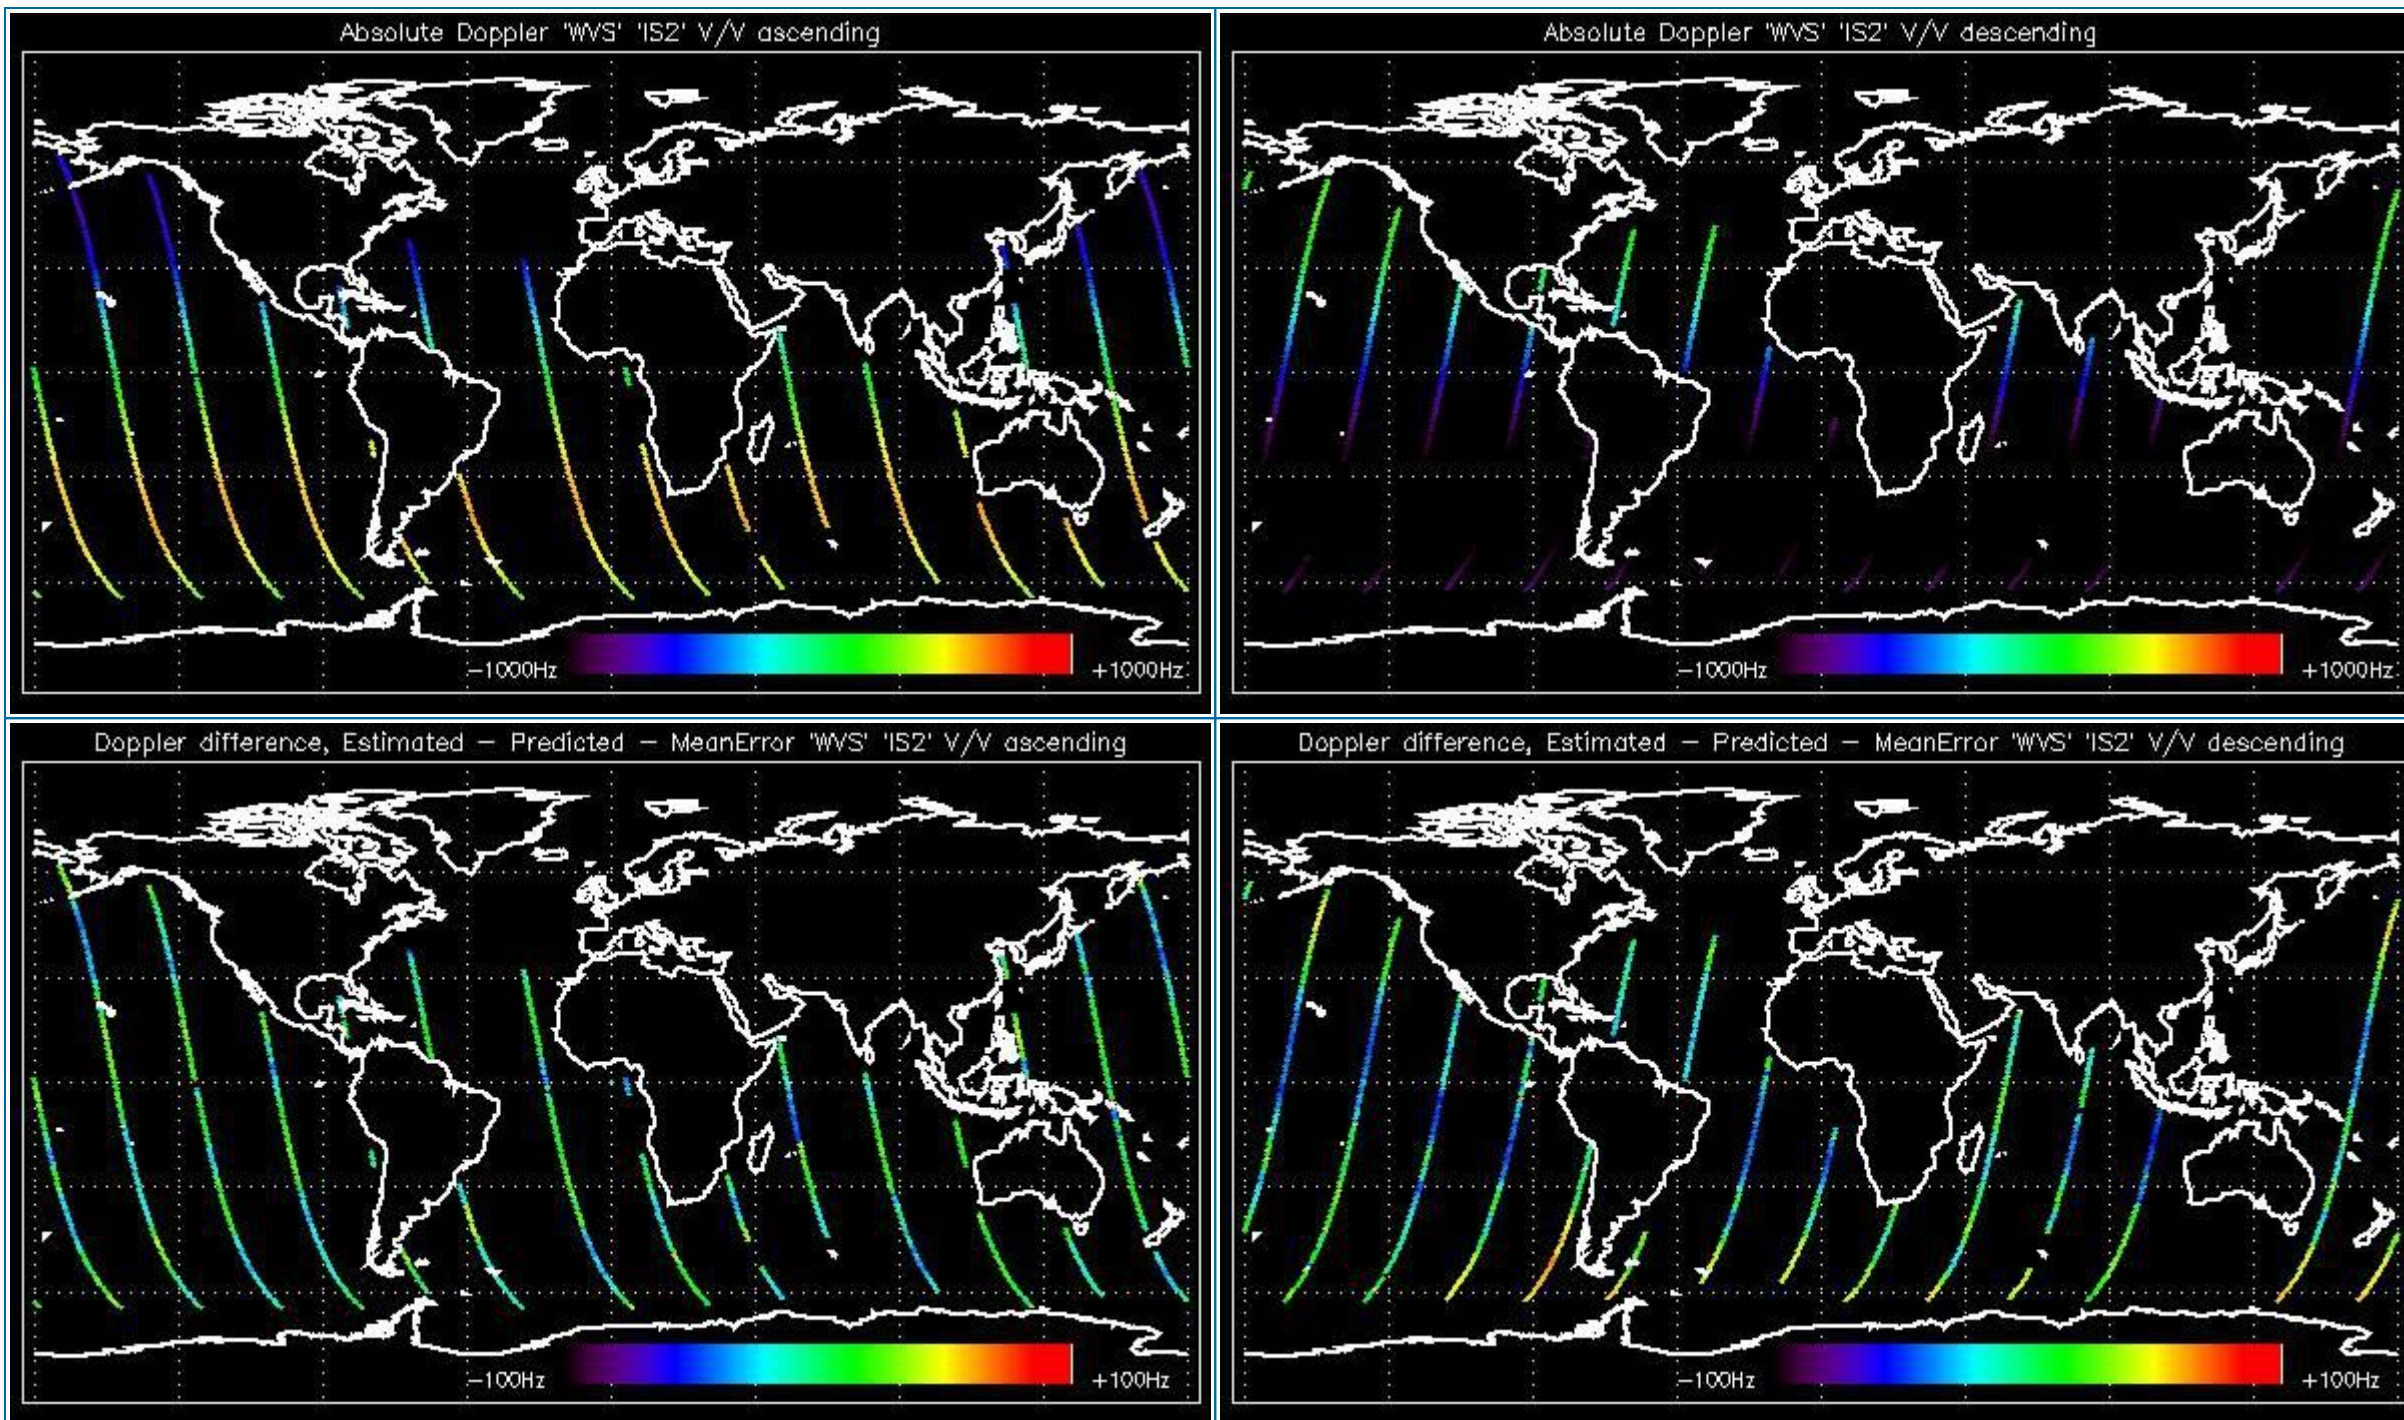 Absolute Doppler 'WVS' 'IS2' V/V ascending
−1000Hz
+1000Hz
Absolute Doppler 'WVS' 'IS2' V/V descending
−1000Hz
+1000Hz
Doppler difference, Estimated − Predicted − MeanError 'WVS' 'IS2' V/V ascending
−100Hz
+100Hz
Doppler difference, Estimated − Predicted − MeanError 'WVS' 'IS2' V/V descending
−100Hz
+100Hz